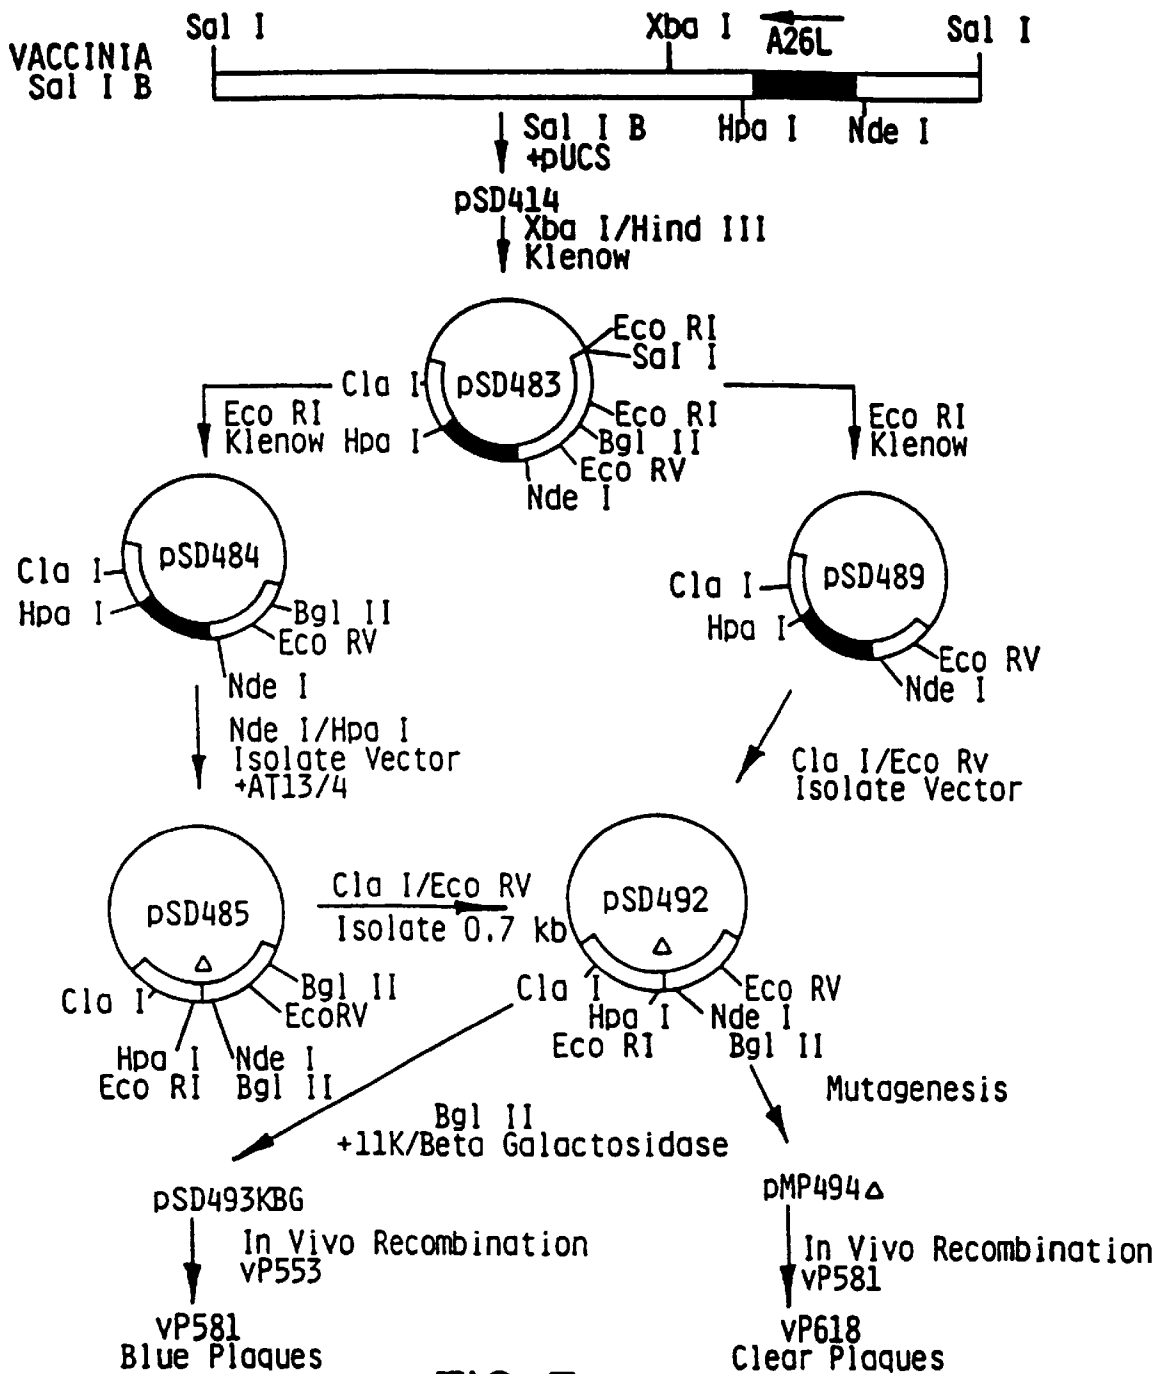 Sal I
Xba I
A26L
Sal I
VACCINIA
Sal I B
Hpa I
Nde I
Sal I B
+pUCS
pSD414
Xba I/Hind III
Klenow
pSD483
Eco RI
Sal I
Cla I
Hpa I
Eco RI
Bgl II
Eco RV
Nde I
Eco RI
Klenow
Eco RI
Klenow
pSD484
Cla I
Hpa I
Bgl II
Eco RV
Nde I
pSD489
Cla I
Hpa I
Eco RV
Nde I
Nde I/Hpa I
Isolate Vector
+AT13/4
Cla I/Eco Rv
Isolate Vector
pSD485
Δ
Cla I
Bgl II
EcoRV
Hpa I
Eco RI
Nde I
Bgl II
Cla I/Eco RV
Isolate 0.7 kb
pSD492
Δ
Cla I
Eco RV
Hpa I
Eco RI
Nde I
Bgl II
Mutagenesis
Bgl II
+11K/Beta Galactosidase
pSD493KBG
pMP494Δ
In Vivo Recombination
vP553
In Vivo Recombination
vP581
vP581
Blue Plaques
vP618
Clear Plaques